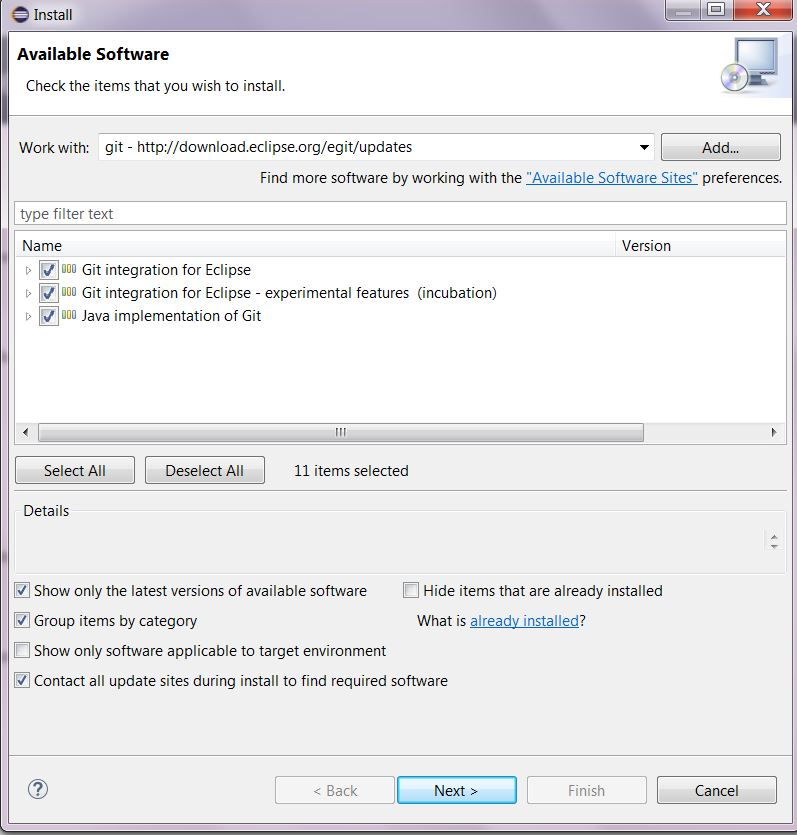 Install
Available Software
Check the items that you wish to install.
Work with: git - http://download.eclipse.org/egit/updates Add...
Find more software by working with the "Available Software Sites" preferences.
type filter text
Name Version
Git integration for Eclipse
Git integration for Eclipse - experimental features (incubation)
Java implementation of Git
Select All Deselect All 11 items selected
Details
Show only the latest versions of available software Hide items that are already installed
Group items by category What is already installed?
Show only software applicable to target environment
Contact all update sites during install to find required software
? < Back Next > Finish Cancel